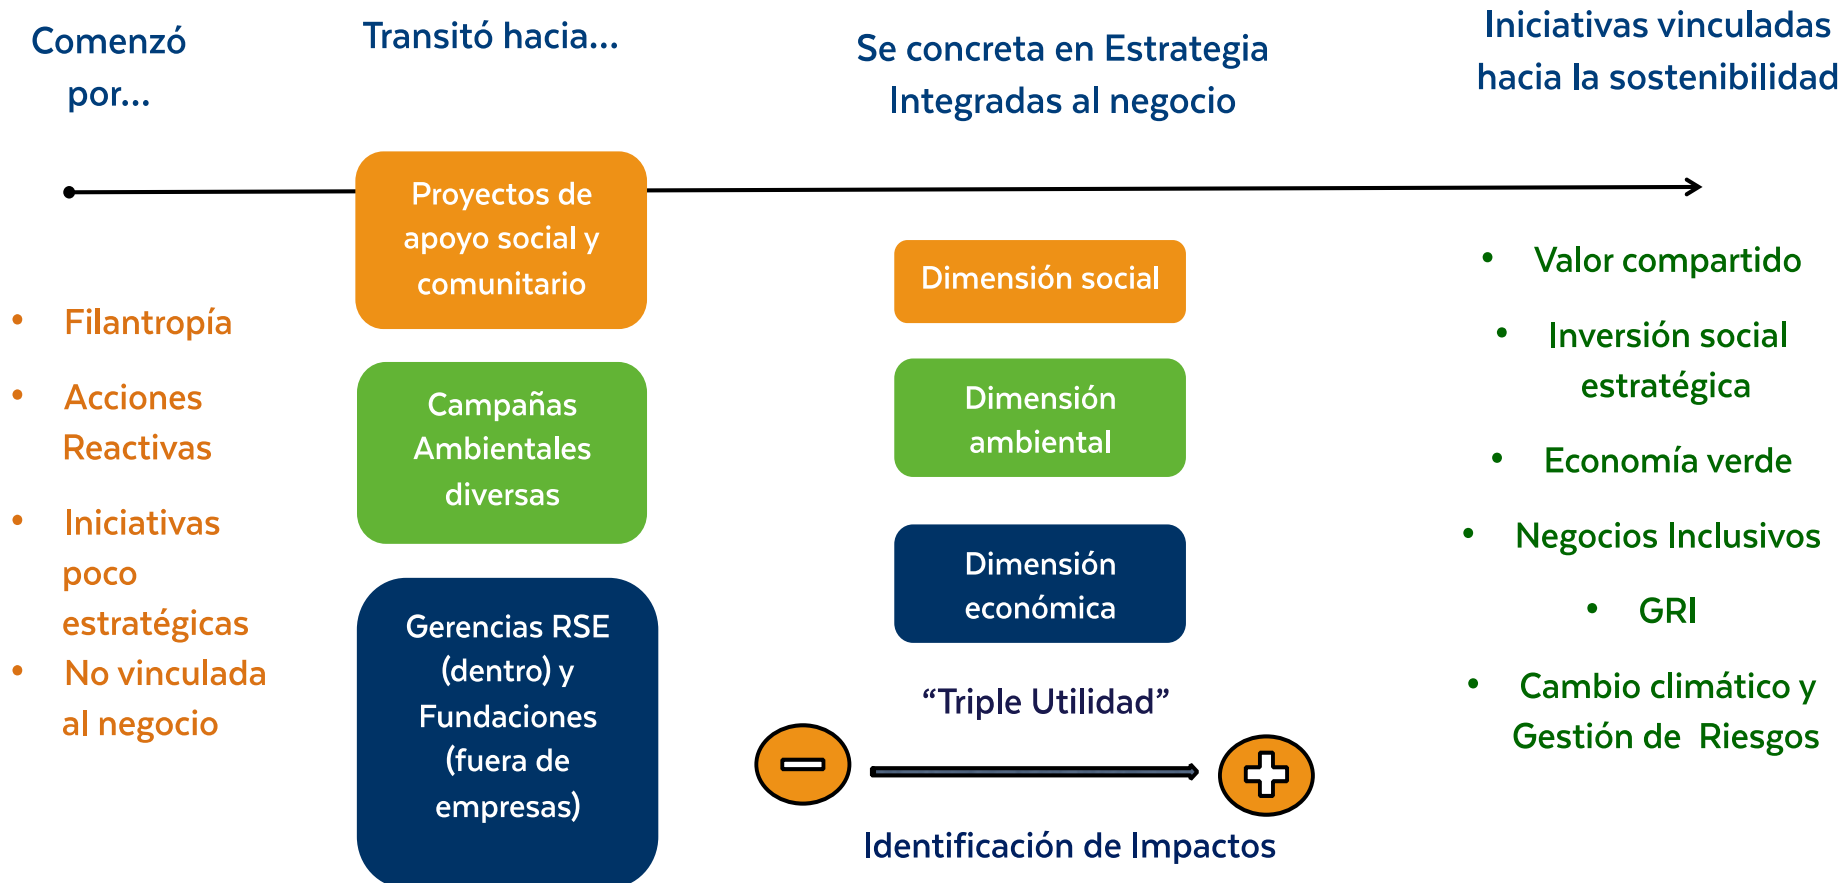 Comenzó
por...
Filantropía
Acciones
Reactivas
Iniciativas
poco
estratégicas
No vinculada
al negocio
Transitó hacia...
Proyectos de
apoyo social y
comunitario
Campañas
Ambientales
diversas
Gerencias RSE
(dentro) y
Fundaciones
(fuera de
empresas)
Se concreta en Estrategia
Integradas al negocio
Dimensión social
Dimensión
ambiental
Dimensión
económica
“Triple Utilidad”
Identificación de Impactos
Iniciativas vinculadas
hacia la sostenibilidad
Valor compartido
Inversión social
estratégica
Economía verde
Negocios Inclusivos
GRI
Cambio climático y
Gestión de Riesgos